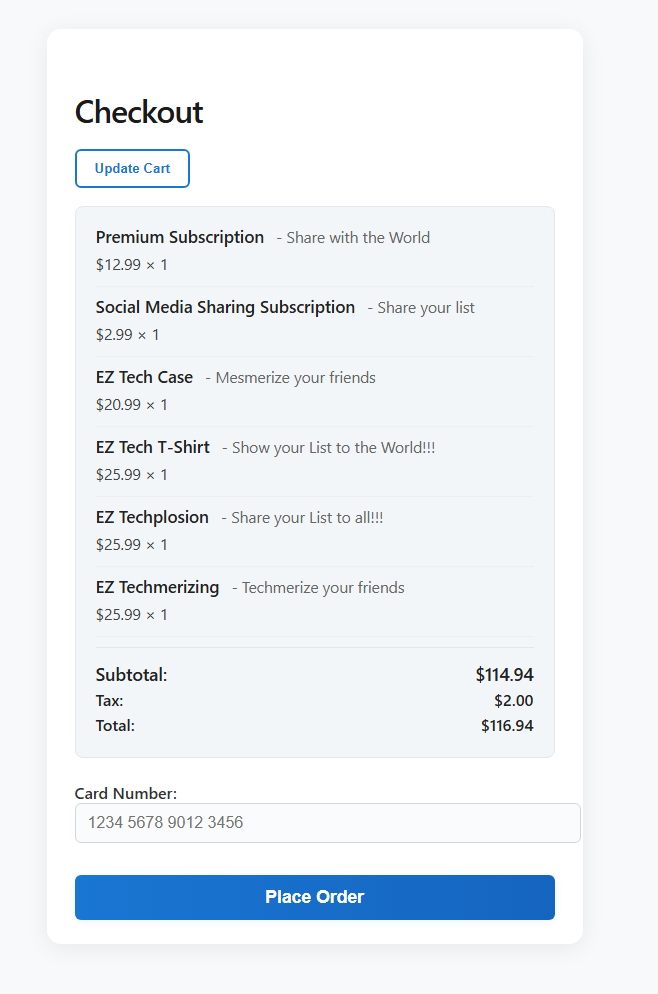 Checkout
Update Cart
Premium Subscription - Share with the World
$12.99 × 1
Social Media Sharing Subscription - Share your list
$2.99 × 1
EZ Tech Case - Mesmerize your friends
$20.99 × 1
EZ Tech T-Shirt - Show your List to the World!!!
$25.99 × 1
EZ Techplosion - Share your List to all!!!
$25.99 × 1
EZ Techmerizing - Techmerize your friends
$25.99 × 1
Subtotal: $114.94
Tax: $2.00
Total: $116.94
Card Number:
1234 5678 9012 3456
Place Order